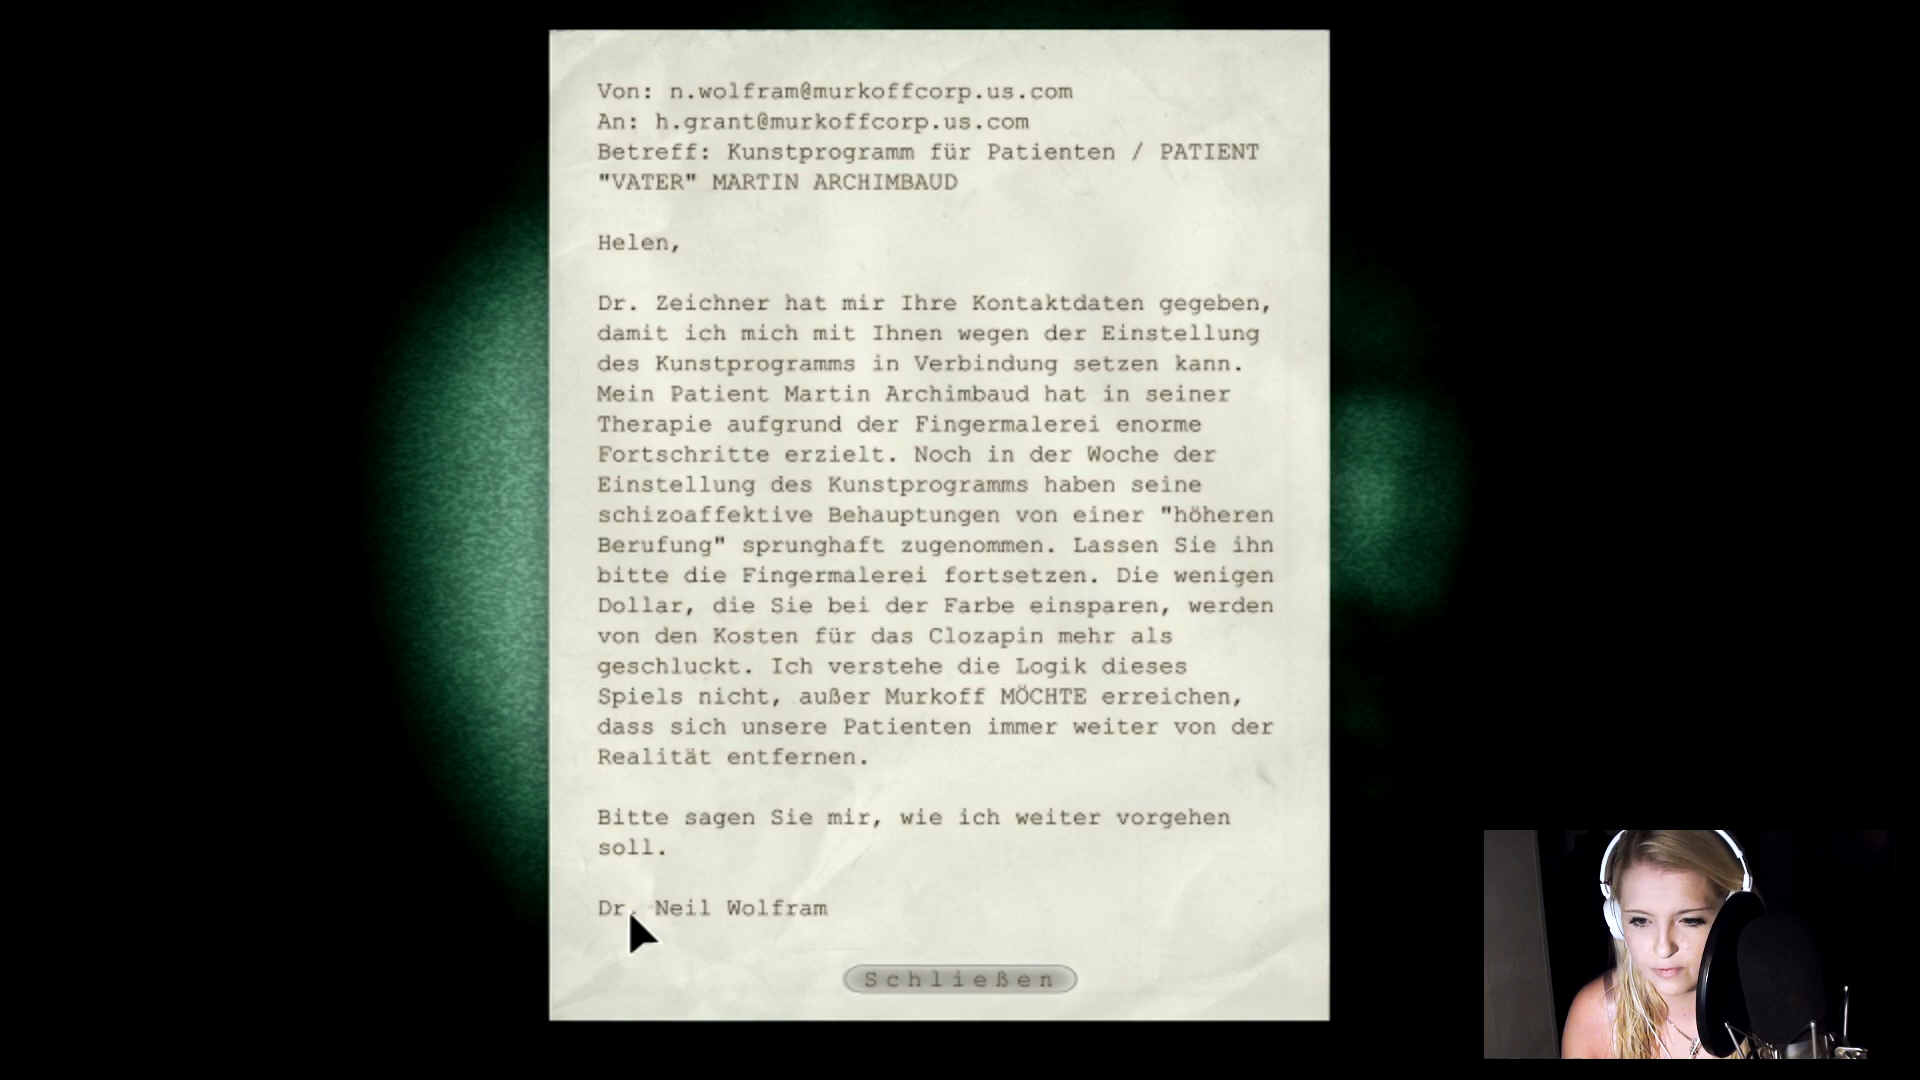 Von: n.wolfram@murkoffcorp.us.com
An: h.grant@murkoffcorp.us.com
Betreff: Kunstprogramm für Patienten / PATIENT
"VATER" MARTIN ARCHIMBAUD
Helen,
Dr. Zeichner hat mir Ihre Kontaktdaten gegeben,
damit ich mich mit Ihnen wegen der Einstellung
des Kunstprogramms in Verbindung setzen kann.
Mein Patient Martin Archimbaud hat in seiner
Therapie aufgrund der Fingermalerei enorme
Fortschritte erzielt. Noch in der Woche der
Einstellung des Kunstprogramms haben seine
schizoaffektive Behauptungen von einer "höheren
Berufung" sprunghaft zugenommen. Lassen Sie ihn
bitte die Fingermalerei fortsetzen. Die wenigen
Dollar, die Sie bei der Farbe einsparen, werden
von den Kosten für das Clozapin mehr als
geschluckt. Ich verstehe die Logik dieses
Spiels nicht, außer Murkoff MÖCHTE erreichen,
dass sich unsere Patienten immer weiter von der
Realität entfernen.
Bitte sagen Sie mir, wie ich weiter vorgehen
soll.
Dr. Neil Wolfram
Schließen